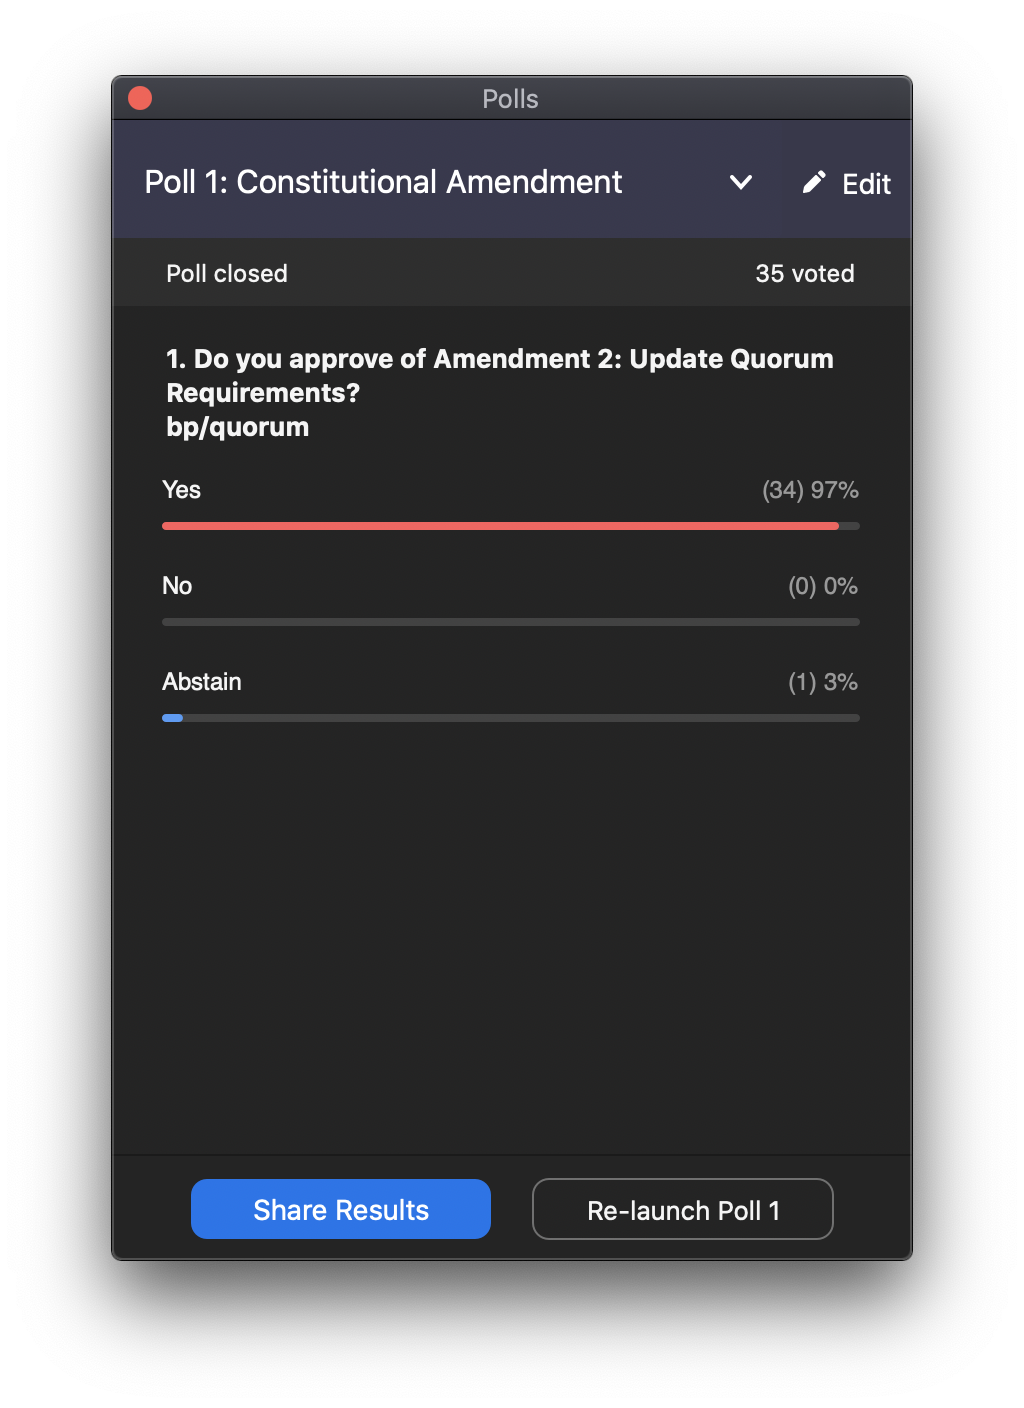 Polls
Poll 1: Constitutional Amendment
Edit
Poll closed
35 voted
1. Do you approve of Amendment 2: Update Quorum
Requirements?
bp/quorum
Yes
(34) 97%
No
(0) 0%
Abstain
(1) 3%
Share Results
Re-launch Poll 1